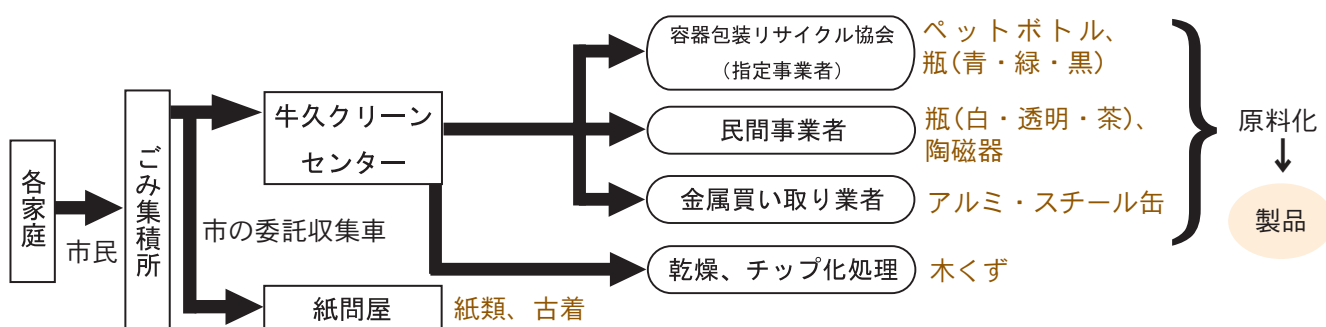 各家庭
市民
ごみ集積所
市の委託収集車
牛久クリーン
センター
紙問屋
紙類、古着
容器包装リサイクル協会
（指定事業者）
ペットボトル、
瓶(青・緑・黒)
民間事業者
瓶(白・透明・茶)、
陶磁器
金属買い取り業者
アルミ・スチール缶
乾燥、チップ化処理
木くず
原料化
製品